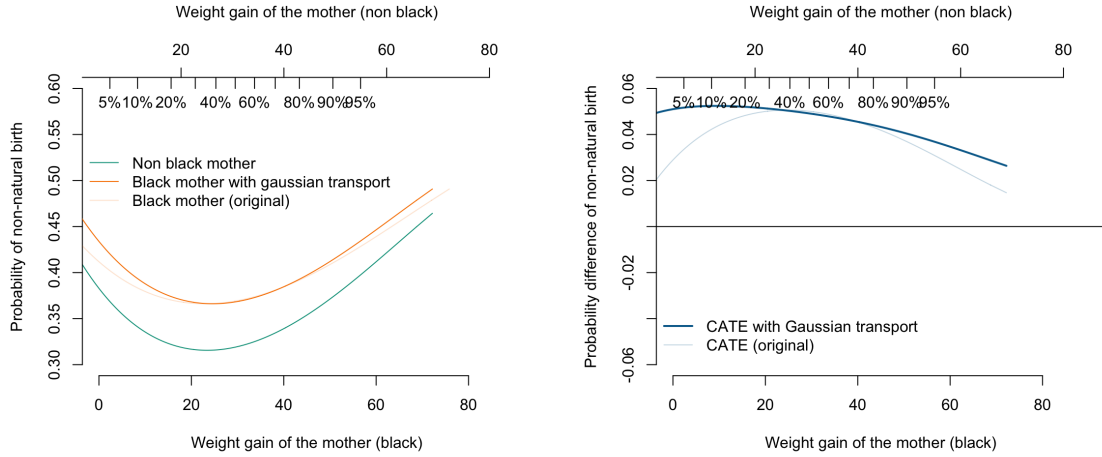 Weight gain of the mother (non black)
20 40 60 80
5% 10% 20% 40% 60% 80% 90% 95%
Probability of non-natural birth
0.60
0.55
0.50
0.45
0.40
0.35
0.30
Non black mother
Black mother with gaussian transport
Black mother (original)
0 20 40 60 80
Weight gain of the mother (black)
Weight gain of the mother (non black)
20 40 60 80
5% 10% 20% 40% 60% 80% 90% 95%
Probability difference of non-natural birth
0.06
0.04
0.02
-0.02
-0.06
CATE with Gaussian transport
CATE (original)
0 20 40 60 80
Weight gain of the mother (black)